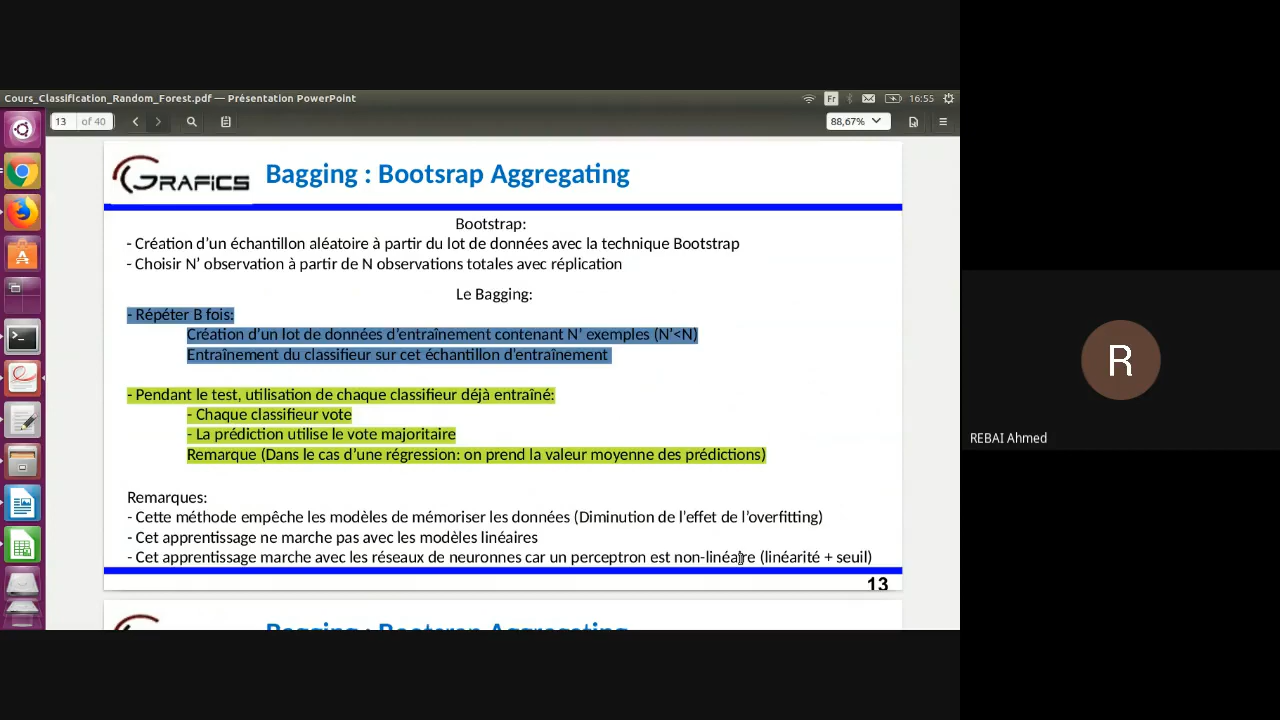 Cours_Classification_Random_Forest.pdf — Présentation PowerPoint
Fr
16:55
13 of 40
88,67%
GRAFICS
Bagging : Bootsrap Aggregating
Bootstrap:
- Création d’un échantillon aléatoire à partir du lot de données avec la technique Bootstrap
- Choisir N’ observation à partir de N observations totales avec réplication
Le Bagging:
- Répéter B fois:
Création d’un lot de données d’entraînement contenant N’ exemples (N’<N)
Entraînement du classifieur sur cet échantillon d’entraînement
- Pendant le test, utilisation de chaque classifieur déjà entraîné:
- Chaque classifieur vote
- La prédiction utilise le vote majoritaire
Remarque (Dans le cas d’une régression: on prend la valeur moyenne des prédictions)
Remarques:
- Cette méthode empêche les modèles de mémoriser les données (Diminution de l’effet de l’overfitting)
- Cet apprentissage ne marche pas avec les modèles linéaires
- Cet apprentissage marche avec les réseaux de neuronnes car un perceptron est non-linéaire (linéarité + seuil)
13
Bagging : Bootsrap Aggregating
R
REBAI Ahmed